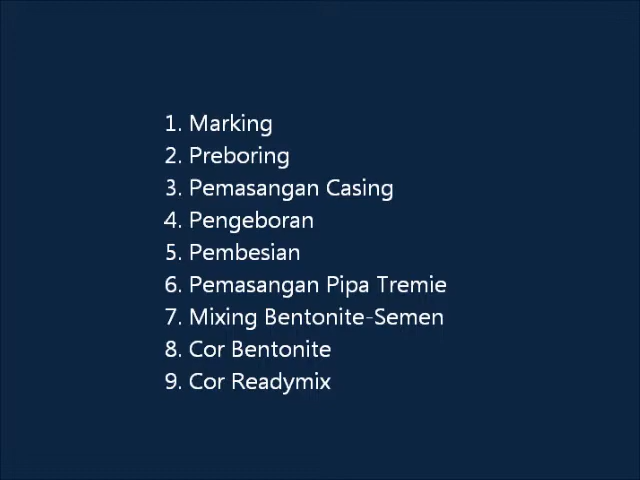 1. Marking
2. Preboring
3. Pemasangan Casing
4. Pengeboran
5. Pembesian
6. Pemasangan Pipa Tremie
7. Mixing Bentonite-Semen
8. Cor Bentonite
9. Cor Readymix